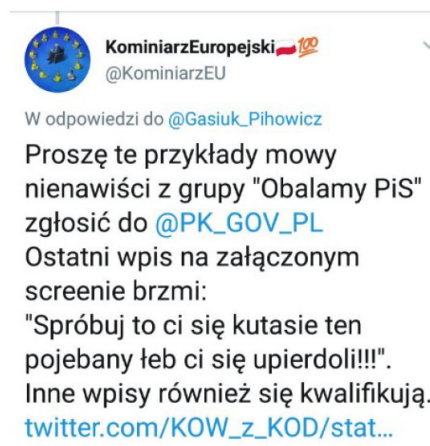 KominiarzEuropejski🇵🇱💯
@KominiarzEU
W odpowiedzi do @Gasiuk_Pihowicz
Proszę te przykłady mowy
nienawiści z grupy "Obalamy PiS"
zgłosić do @PK_GOV_PL
Ostatni wpis na załączonym
screenie brzmi:
"Spróbuj to ci się kutasie ten
pojebany łeb ci się upierdoli!!!".
Inne wpisy również się kwalifikują.
twitter.com/KOW_z_KOD/stat...